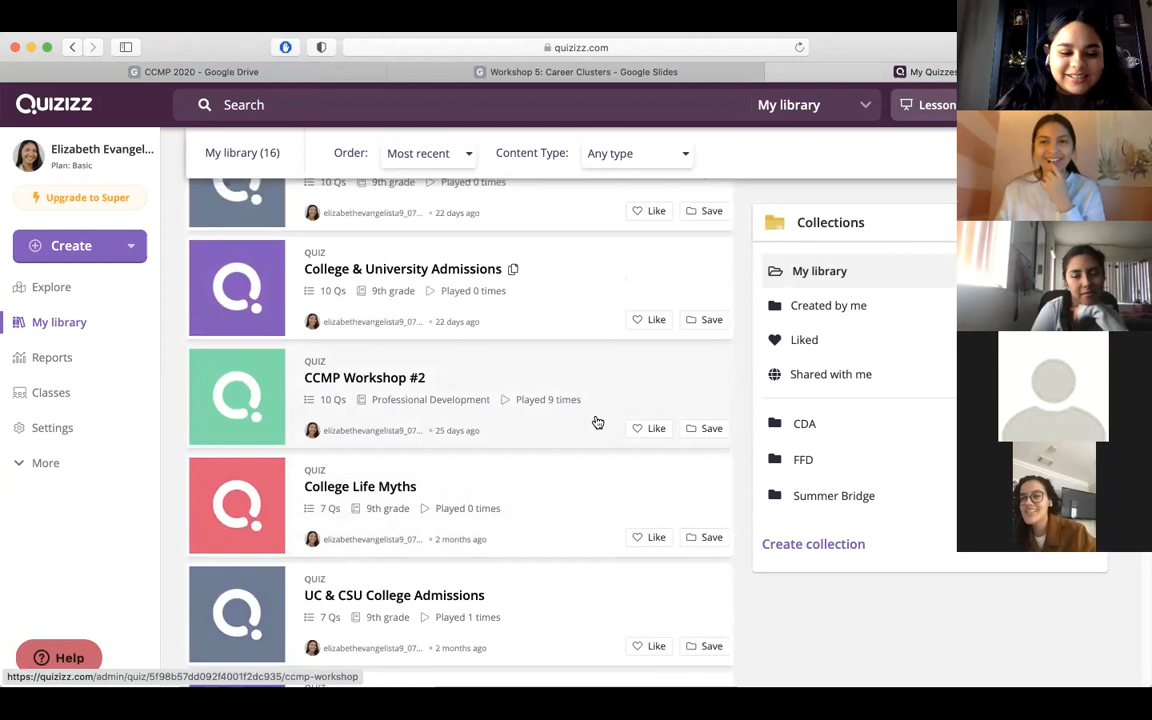 quizizz.com
CCMP 2020 - Google Drive
Workshop 5: Career Clusters - Google Slides
My Quizzes
QUIZIZZ
Search
My library
Lesson
Elizabeth Evangel...
Plan: Basic
Upgrade to Super
Create
Explore
My library
Reports
Classes
Settings
More
Help
My library (16)
Order:
Most recent
Content Type:
Any type
10 Qs 9th grade Played 0 times
elizabethevangelista9_07... 22 days ago
Like Save
QUIZ
College & University Admissions
10 Qs 9th grade Played 0 times
elizabethevangelista9_07... 22 days ago
Like Save
QUIZ
CCMP Workshop #2
10 Qs Professional Development Played 9 times
elizabethevangelista9_07... 25 days ago
Like Save
QUIZ
College Life Myths
7 Qs 9th grade Played 0 times
elizabethevangelista9_07... 2 months ago
Like Save
QUIZ
UC & CSU College Admissions
7 Qs 9th grade Played 1 times
elizabethevangelista9_07... 2 months ago
Like Save
Collections
My library
Created by me
Liked
Shared with me
CDA
FFD
Summer Bridge
Create collection
https://quizizz.com/admin/quiz/5f98b57dd092f4001f2dc935/ccmp-workshop